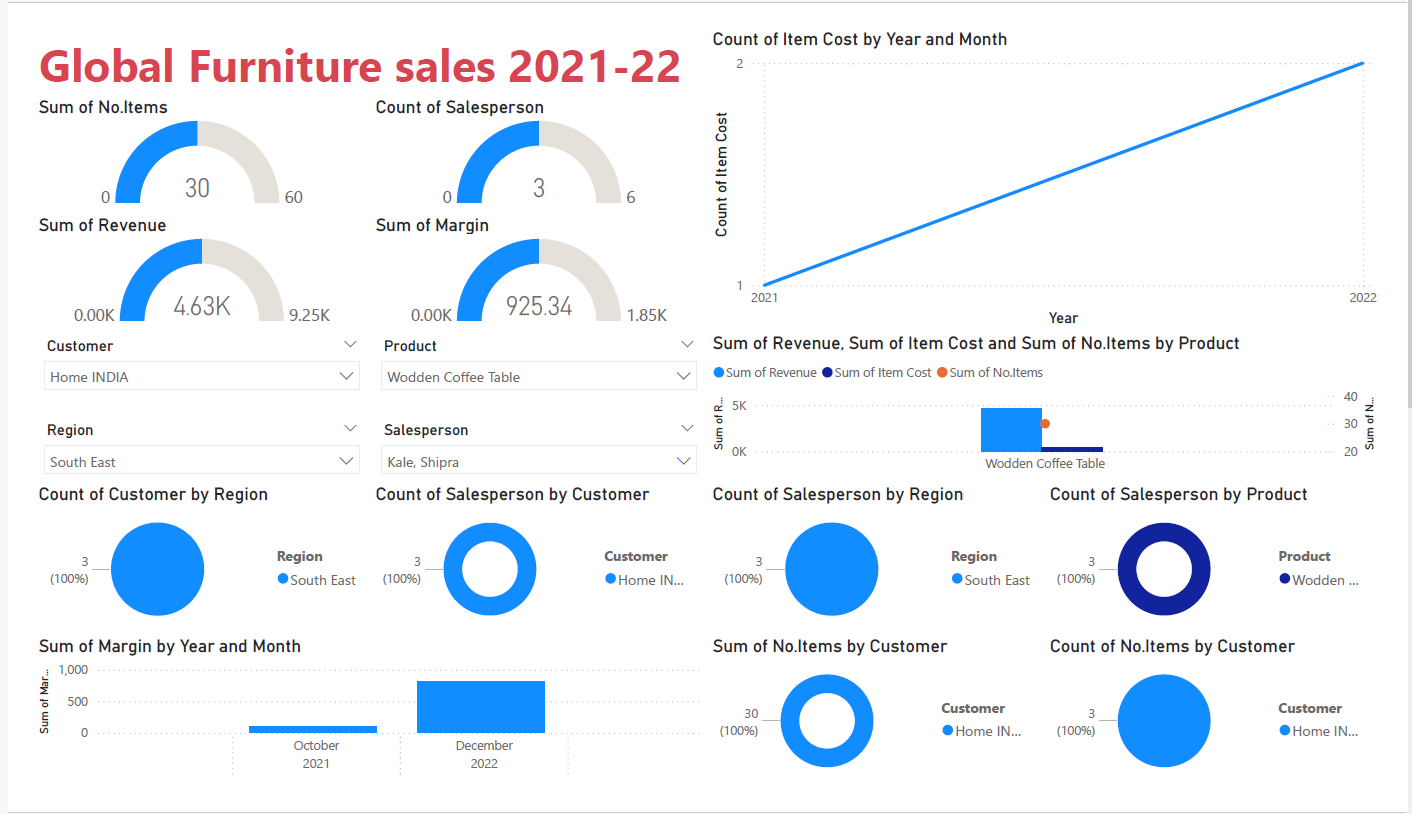 Global Furniture sales 2021-22
Sum of No.Items
0
30
60
Count of Salesperson
0
3
6
Sum of Revenue
0.00K
4.63K
9.25K
Sum of Margin
0.00K
925.34
1.85K
Customer
Home INDIA
Product
Wodden Coffee Table
Region
South East
Salesperson
Kale, Shipra
Count of Item Cost by Year and Month
Count of Item Cost
2
1
2021
2022
Year
Sum of Revenue, Sum of Item Cost and Sum of No.Items by Product
Sum of Revenue
Sum of Item Cost
Sum of No.Items
Sum of R...
5K
0K
40
30
20
Sum of N...
Wodden Coffee Table
Count of Customer by Region
3
(100%)
Region
South East
Count of Salesperson by Customer
3
(100%)
Customer
Home IN...
Count of Salesperson by Region
3
(100%)
Region
South East
Count of Salesperson by Product
3
(100%)
Product
Wodden ...
Sum of Margin by Year and Month
Sum of Mar...
1,000
500
0
October
2021
December
2022
Sum of No.Items by Customer
30
(100%)
Customer
Home IN...
Count of No.Items by Customer
3
(100%)
Customer
Home IN...